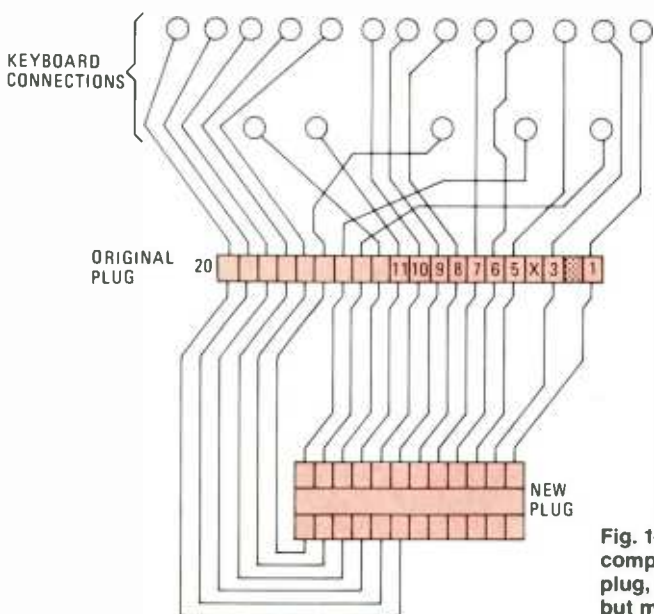 KEYBOARD
CONNECTIONS
ORIGINAL
PLUG
20 11 10 9 8 7 6 5 X 3 1
NEW
PLUG
Fig. 1
comp
plug,
but m